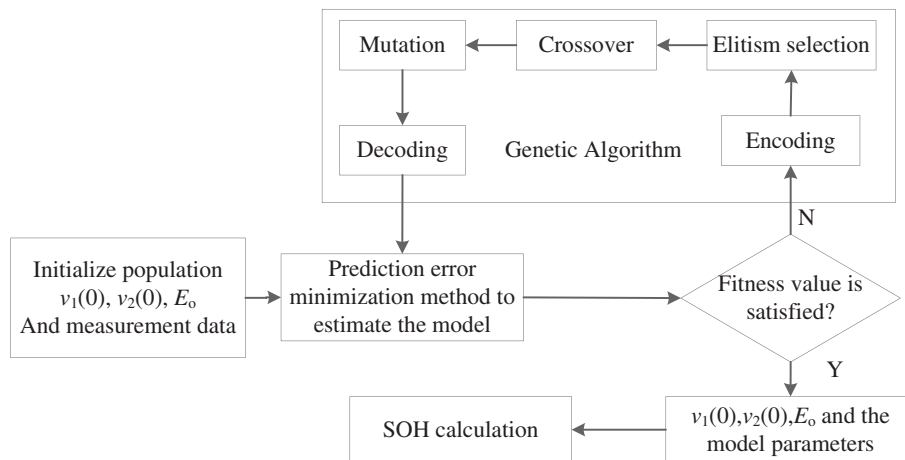 Mutation
Crossover
Elitism selection
Decoding
Genetic Algorithm
Encoding
N
Initialize population
v₁(0), v₂(0), Eₒ
And measurement data
Prediction error
minimization method to
estimate the model
Fitness value is
satisfied?
Y
SOH calculation
v₁(0),v₂(0),Eₒ and the
model parameters